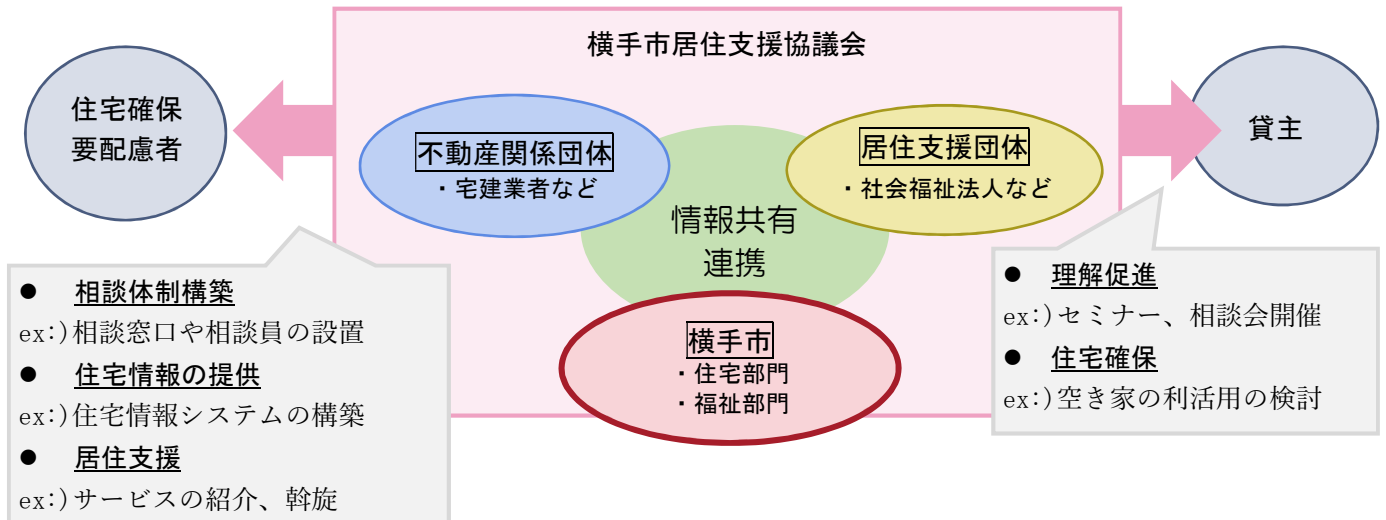 横手市居住支援協議会
住宅確保
要配慮者
不動産関係団体
・宅建業者など
居住支援団体
・社会福祉法人など
貸主
情報共有
連携
横手市
・住宅部門
・福祉部門
● 相談体制構築
ex:)相談窓口や相談員の設置
● 住宅情報の提供
ex:)住宅情報システムの構築
● 居住支援
ex:)サービスの紹介、斡旋
● 理解促進
ex:)セミナー、相談会開催
● 住宅確保
ex:)空き家の利活用の検討